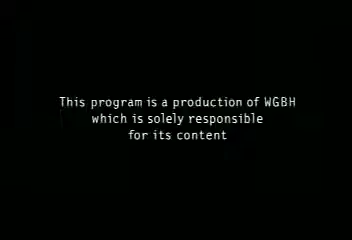 This program is a production of WGBH
which is solely responsible
for its content